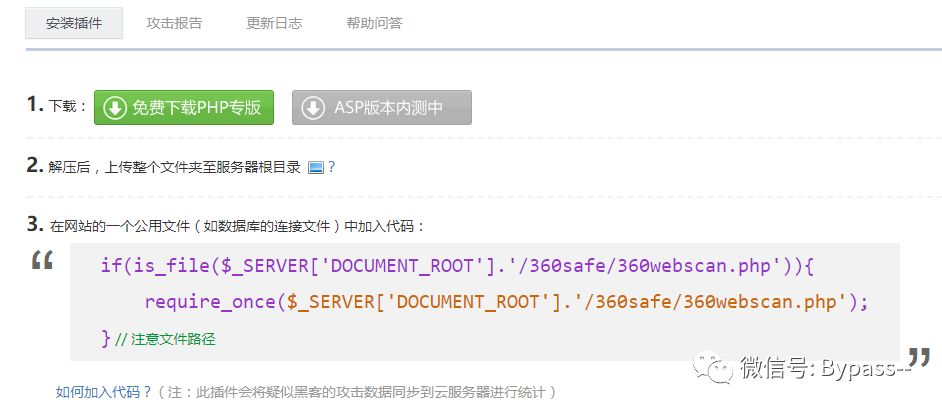 安装插件 攻击报告 更新日志 帮助问答
1. 下载： 免费下载PHP专版 ASP版本内测中
2. 解压后，上传整个文件夹至服务器根目录 ?
3. 在网站的一个公用文件（如数据库的连接文件）中加入代码：
“
if(is_file($_SERVER['DOCUMENT_ROOT'].'/360safe/360webscan.php')){
require_once($_SERVER['DOCUMENT_ROOT'].'/360safe/360webscan.php');
} // 注意文件路径
”
微信号: Bypass--
如何加入代码？（注：此插件会将疑似黑客的攻击数据同步到云服务器进行统计）